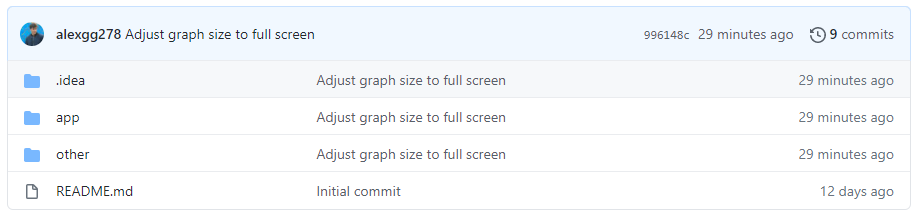 alexgg278 Adjust graph size to full screen 996148c 29 minutes ago 9 commits
.idea Adjust graph size to full screen 29 minutes ago
app Adjust graph size to full screen 29 minutes ago
other Adjust graph size to full screen 29 minutes ago
README.md Initial commit 12 days ago